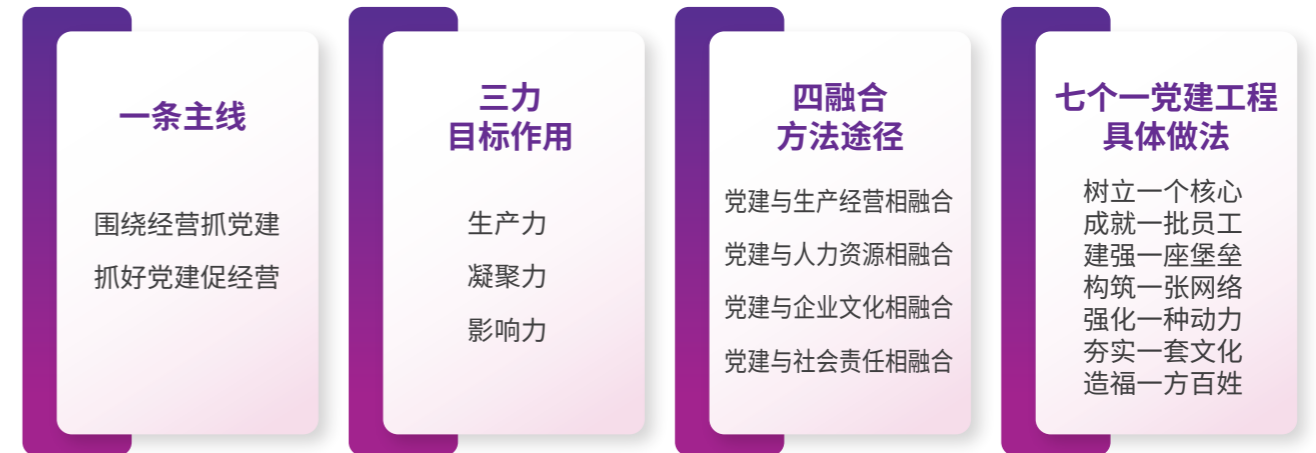 一条主线
围绕经营抓党建
抓好党建促经营
三力
目标作用
生产力
凝聚力
影响力
四融合
方法途径
党建与生产经营相融合
党建与人力资源相融合
党建与企业文化相融合
党建与社会责任相融合
七个一党建工程
具体做法
树立一个核心
成就一批员工
建强一座堡垒
构筑一张网络
强化一种动力
夯实一套文化
造福一方百姓